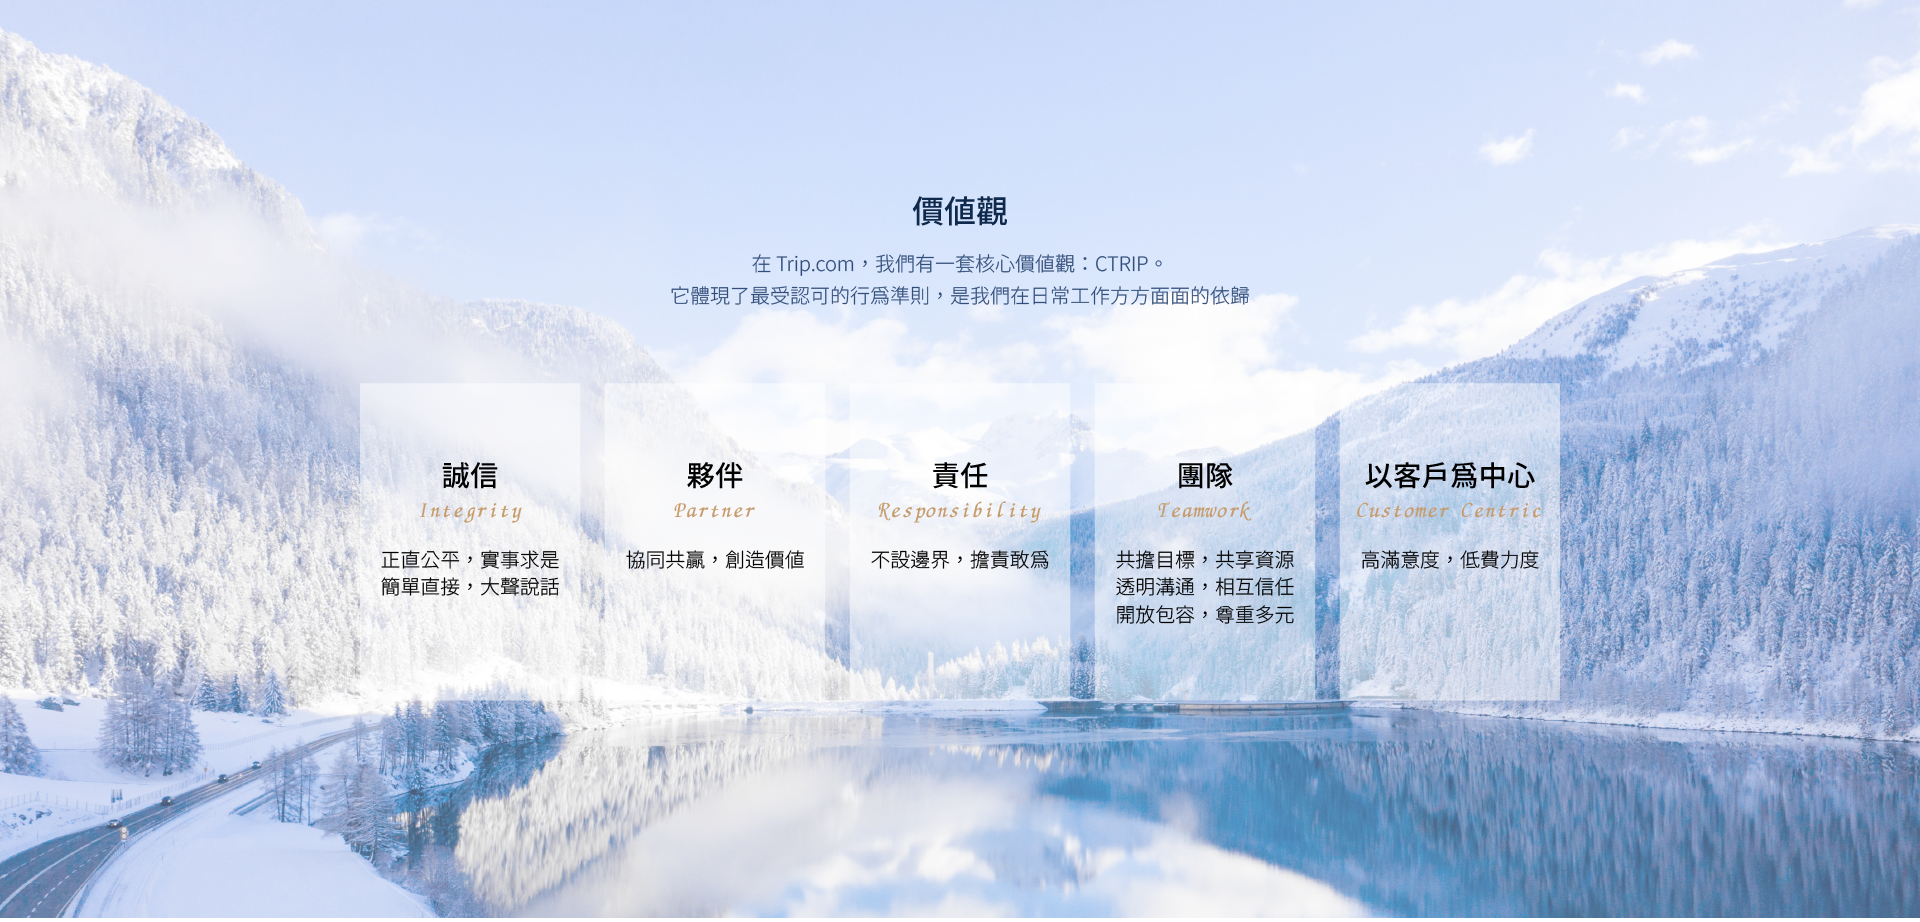 價値觀
在 Trip.com，我們有一套核心價値觀：CTRIP。
它體現了最受認可的行爲準則，是我們在日常工作方方面面的依歸
誠信
Integrity
正直公平，實事求是
簡單直接，大聲說話
夥伴
Partner
協同共贏，創造價値
責任
Responsibility
不設邊界，擔責敢爲
團隊
Teamwork
共擔目標，共享資源
透明溝通，相互信任
開放包容，尊重多元
以客戶爲中心
Customer Centric
高滿意度，低費力度